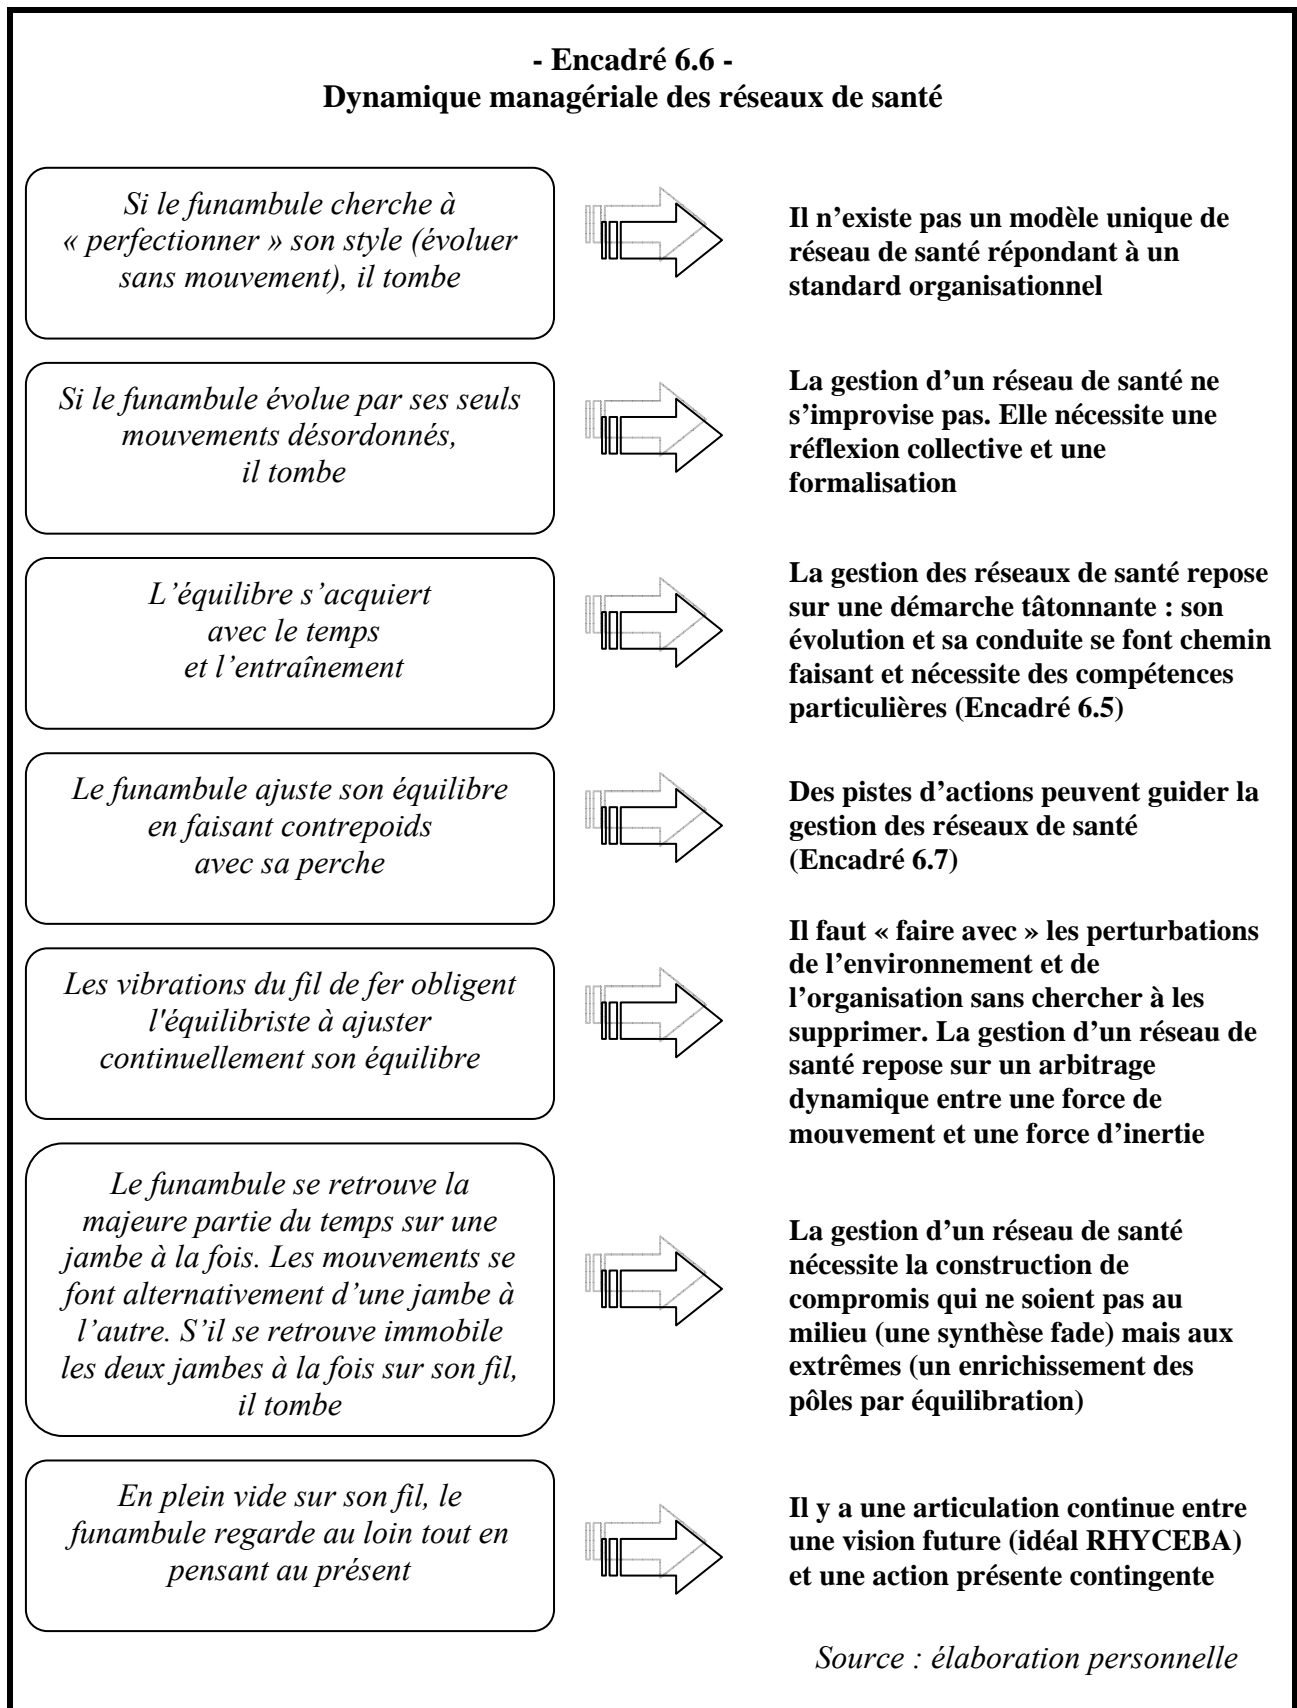 - Encadré 6.6 -
Dynamique managériale des réseaux de santé
Si le funambule cherche à
« perfectionner » son style (évoluer
sans mouvement), il tombe
Il n’existe pas un modèle unique de
réseau de santé répondant à un
standard organisationnel
Si le funambule évolue par ses seuls
mouvements désordonnés,
il tombe
La gestion d’un réseau de santé ne
s’improvise pas. Elle nécessite une
réflexion collective et une
formalisation
L’équilibre s’acquiert
avec le temps
et l’entraînement
La gestion des réseaux de santé repose
sur une démarche tâtonnante : son
évolution et sa conduite se font chemin
faisant et nécessite des compétences
particulières (Encadré 6.5)
Le funambule ajuste son équilibre
en faisant contrepoids
avec sa perche
Des pistes d’actions peuvent guider la
gestion des réseaux de santé
(Encadré 6.7)
Les vibrations du fil de fer obligent
l'équilibriste à ajuster
continuellement son équilibre
Il faut « faire avec » les perturbations
de l’environnement et de
l’organisation sans chercher à les
supprimer. La gestion d’un réseau de
santé repose sur un arbitrage
dynamique entre une force de
mouvement et une force d’inertie
Le funambule se retrouve la
majeure partie du temps sur une
jambe à la fois. Les mouvements se
font alternativement d’une jambe à
l’autre. S’il se retrouve immobile
les deux jambes à la fois sur son fil,
il tombe
La gestion d’un réseau de santé
nécessite la construction de
compromis qui ne soient pas au
milieu (une synthèse fade) mais aux
extrêmes (un enrichissement des
pôles par équilibration)
En plein vide sur son fil, le
funambule regarde au loin tout en
pensant au présent
Il y a une articulation continue entre
une vision future (idéal RHYCEBA)
et une action présente contingente
Source : élaboration personnelle